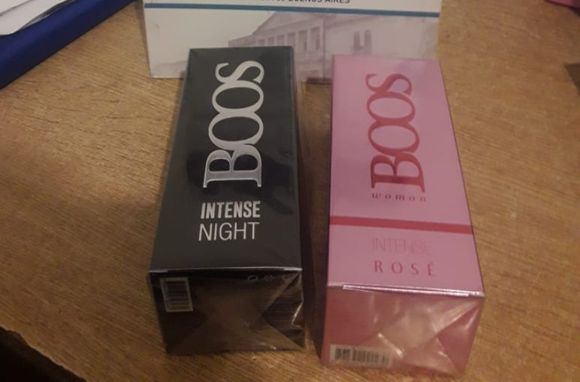 BUENOS AIRES
BOOS
INTENSE
NIGHT
BOOS
woman
INTENSE
ROSÉ